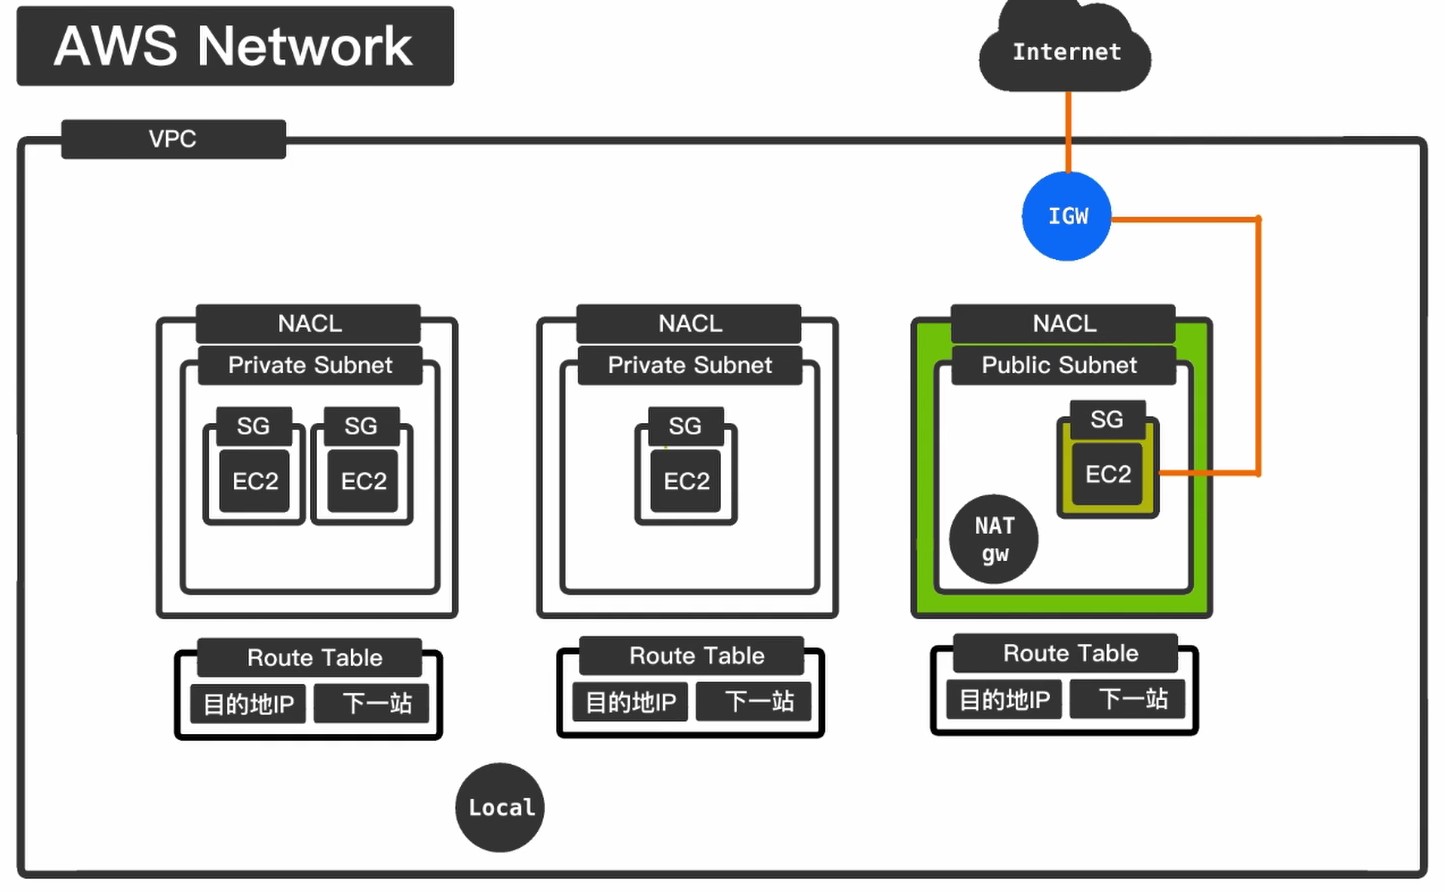 AWS Network
Internet
VPC
IGW
NACL
Private Subnet
SG
EC2
SG
EC2
Route Table
目的地IP
下一站
NACL
Private Subnet
SG
EC2
Route Table
目的地IP
下一站
NACL
Public Subnet
SG
EC2
NAT
gw
Route Table
目的地IP
下一站
Local